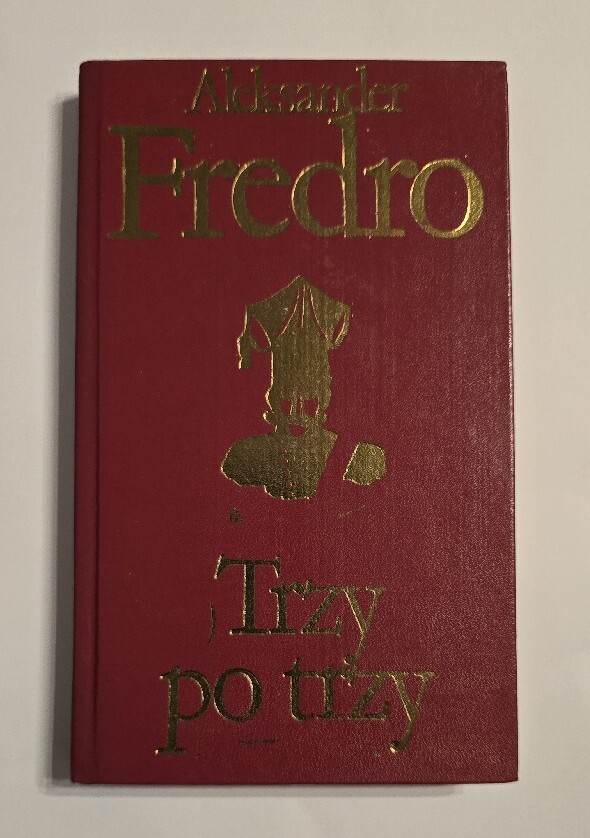 Aleksander
Fredro
Trzy
po trzy